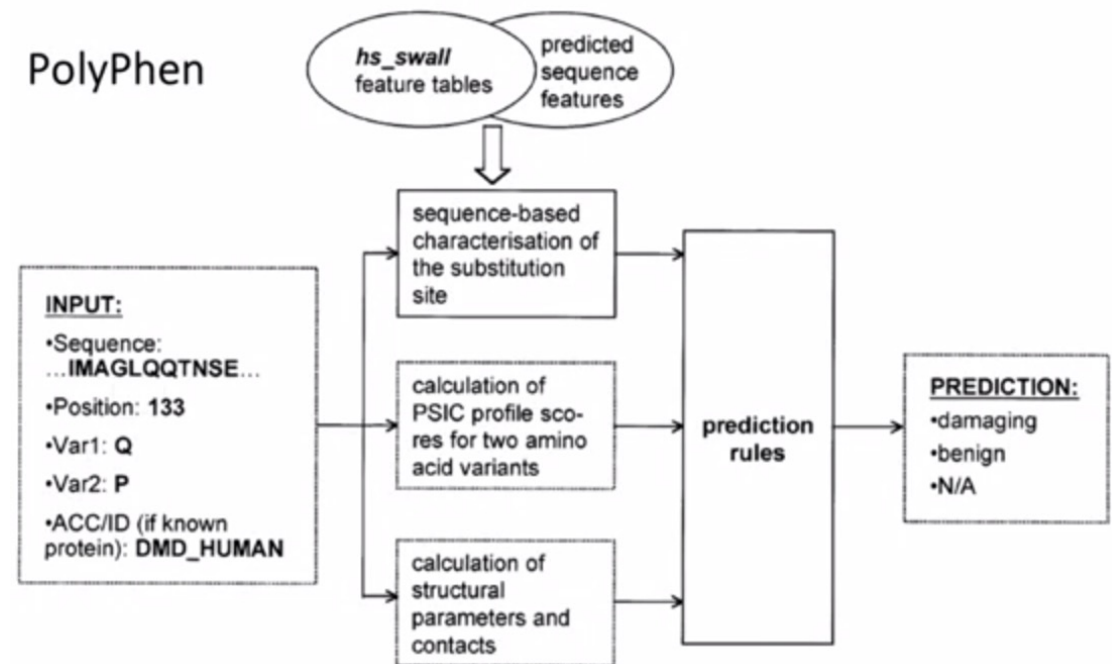 PolyPhen
hs_swall
feature tables
predicted
sequence
features
INPUT:
•Sequence:
...IMAGLQQTNSE...
•Position: 133
•Var1: Q
•Var2: P
•ACC/ID (if known
protein): DMD_HUMAN
sequence-based
characterisation of
the substitution
site
calculation of
PSIC profile sco-
res for two amino
acid variants
calculation of
structural
parameters and
contacts
prediction
rules
PREDICTION:
•damaging
•benign
•N/A